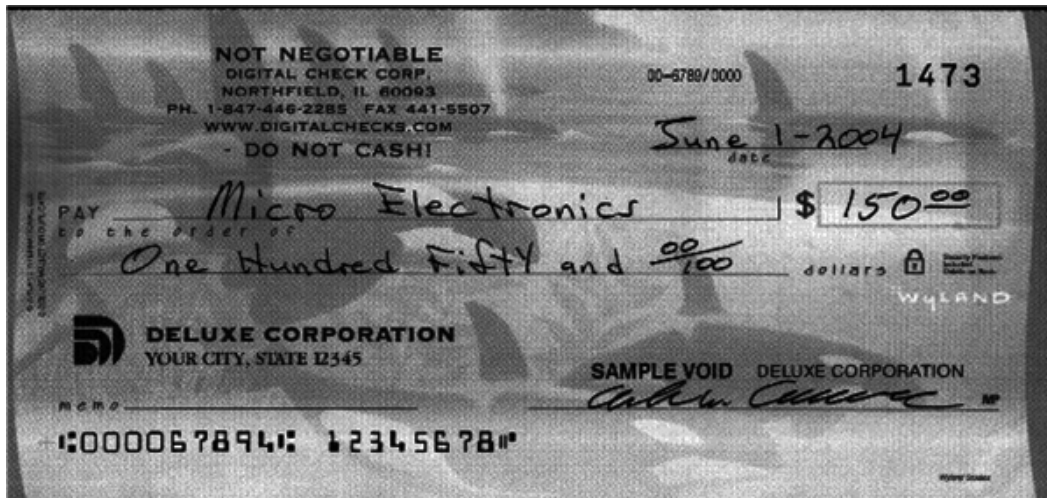 NOT NEGOTIABLE
DIGITAL CHECK CORP.
NORTHFIELD, IL 60093
PH. 1-847-446-2285 FAX 441-5507
WWW.DIGITALCHECKS.COM
- DO NOT CASH!
00-6789/0000
1473
June 1-2004
date
PAY Micro Electronics $ 150 00
to the order of
One Hundred Fifty and 00/100 dollars
WYLAND
DELUXE CORPORATION
YOUR CITY, STATE 12345
SAMPLE VOID DELUXE CORPORATION
memo MP
⑆000067894⑆ 12345678⑈